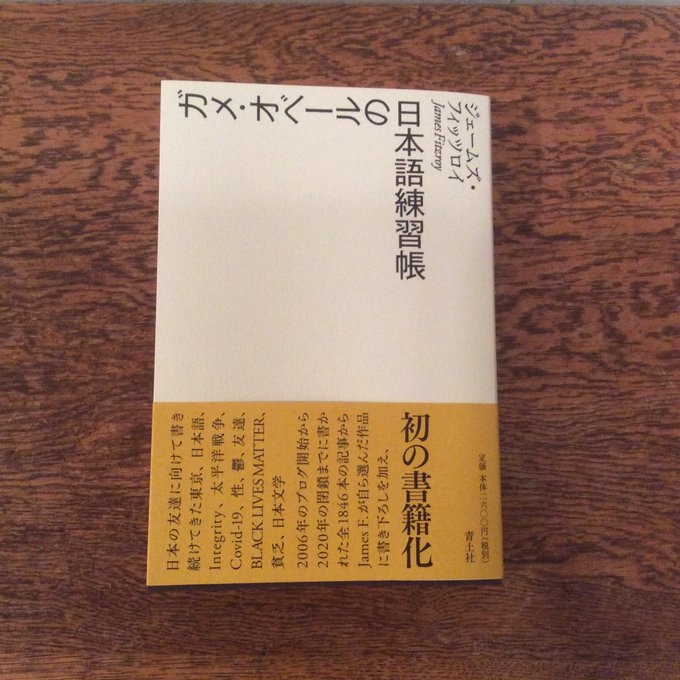 ガメ・オベールの
日本語練習帳
ジェームズ・
フィッツロイ
James Fitzroy
初の書籍化
日本の友達に向けて書き
続けてきた東京、日本語、
Integrity、太平洋戦争、
Covid-19、性、鬱、友達、
BLACK LIVES MATTER、
貧乏、日本文学
2006年のブログ開始から
2020年の閉鎖までに書か
れた全1846本の記事から
James F.が自ら選んだ作品
に書き下ろしを加え、
定価 本体二六〇〇円(税別)
青土社